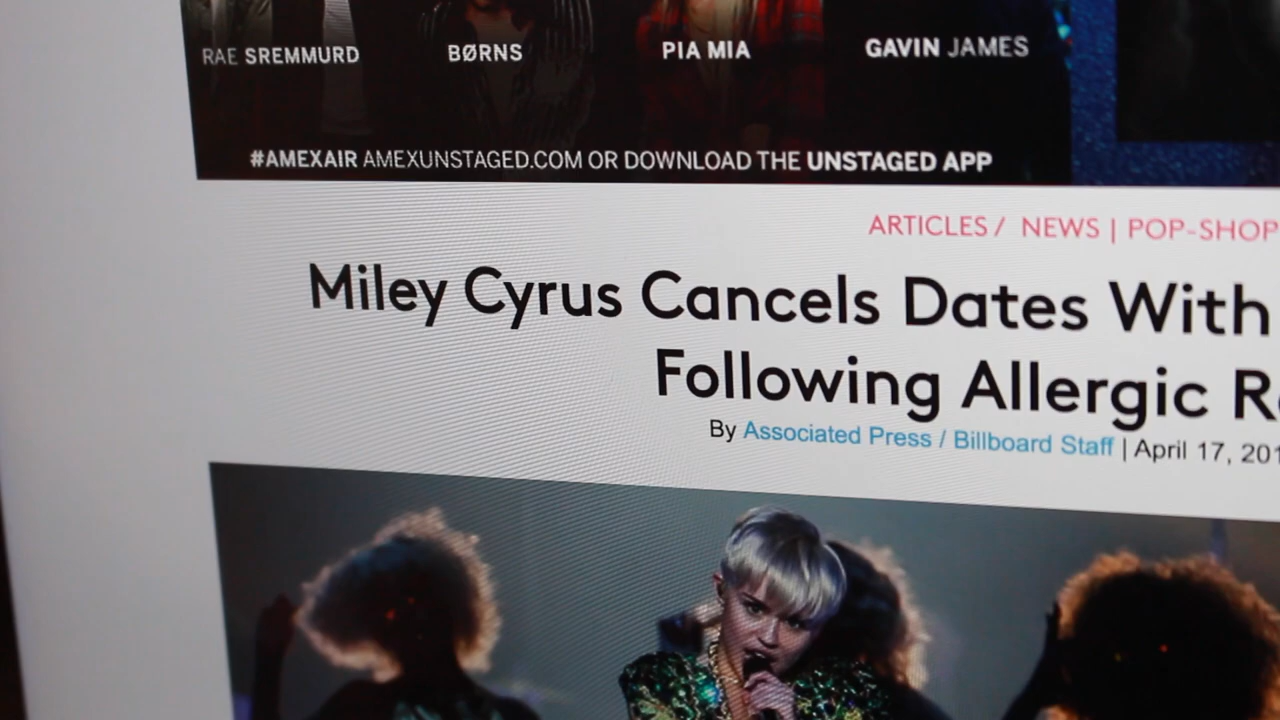 RAE SREMMURD BØRNS PIA MIA GAVIN JAMES
#AMEXAIR AMEXUNSTAGED.COM OR DOWNLOAD THE UNSTAGED APP
ARTICLES / NEWS | POP-SHOP
Miley Cyrus Cancels Dates With
Following Allergic
By Associated Press / Billboard Staff | April 17, 201